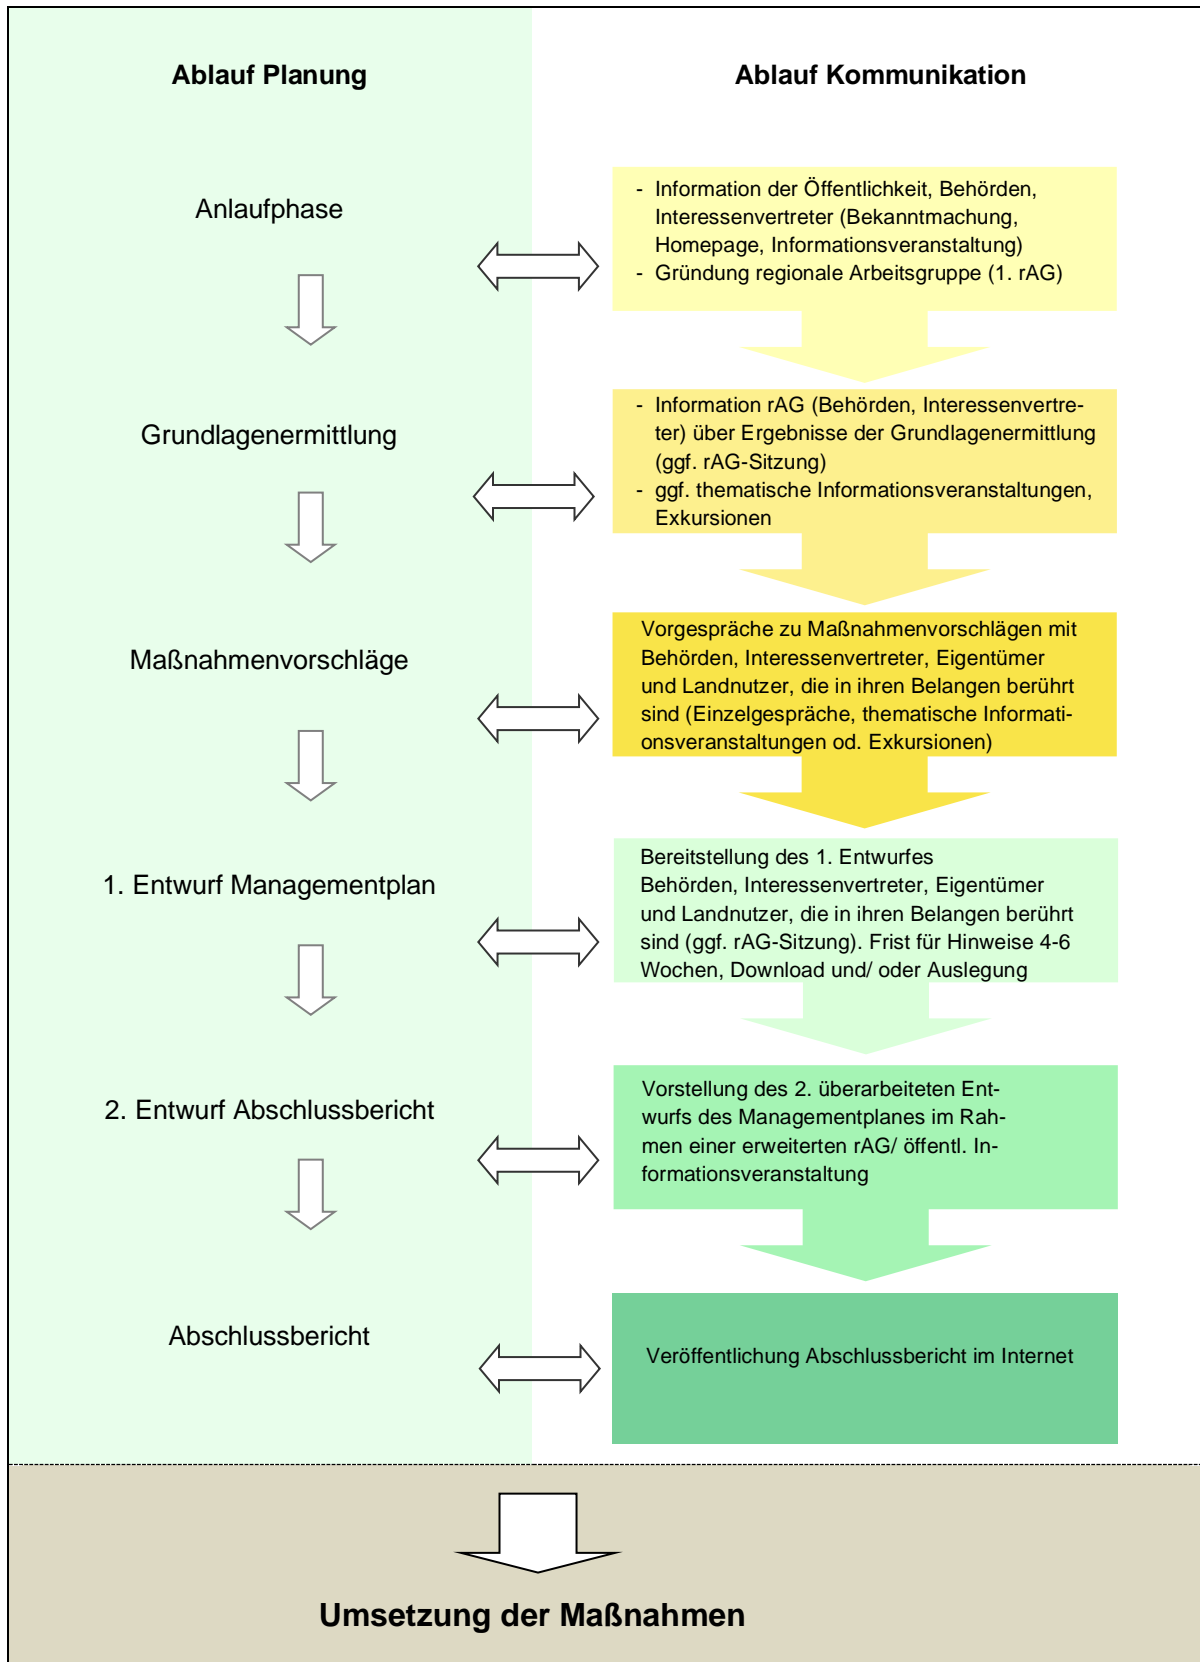 Ablauf Planung
Ablauf Kommunikation
Anlaufphase
- Information der Öffentlichkeit, Behörden,
Interessenvertreter (Bekanntmachung,
Homepage, Informationsveranstaltung)
- Gründung regionale Arbeitsgruppe (1. rAG)
Grundlagenermittlung
- Information rAG (Behörden, Interessenvertre-
ter) über Ergebnisse der Grundlagenermittlung
(ggf. rAG-Sitzung)
- ggf. thematische Informationsveranstaltungen,
Exkursionen
Maßnahmenvorschläge
Vorgespräche zu Maßnahmenvorschlägen mit
Behörden, Interessenvertreter, Eigentümer
und Landnutzer, die in ihren Belangen berührt
sind (Einzelgespräche, thematische Informati-
onsveranstaltungen od. Exkursionen)
1. Entwurf Managementplan
Bereitstellung des 1. Entwurfes
Behörden, Interessenvertreter, Eigentümer
und Landnutzer, die in ihren Belangen berührt
sind (ggf. rAG-Sitzung). Frist für Hinweise 4-6
Wochen, Download und/ oder Auslegung
2. Entwurf Abschlussbericht
Vorstellung des 2. überarbeiteten Ent-
wurfs des Managementplanes im Rah-
men einer erweiterten rAG/ öffentl. In-
formationsveranstaltung
Abschlussbericht
Veröffentlichung Abschlussbericht im Internet
Umsetzung der Maßnahmen